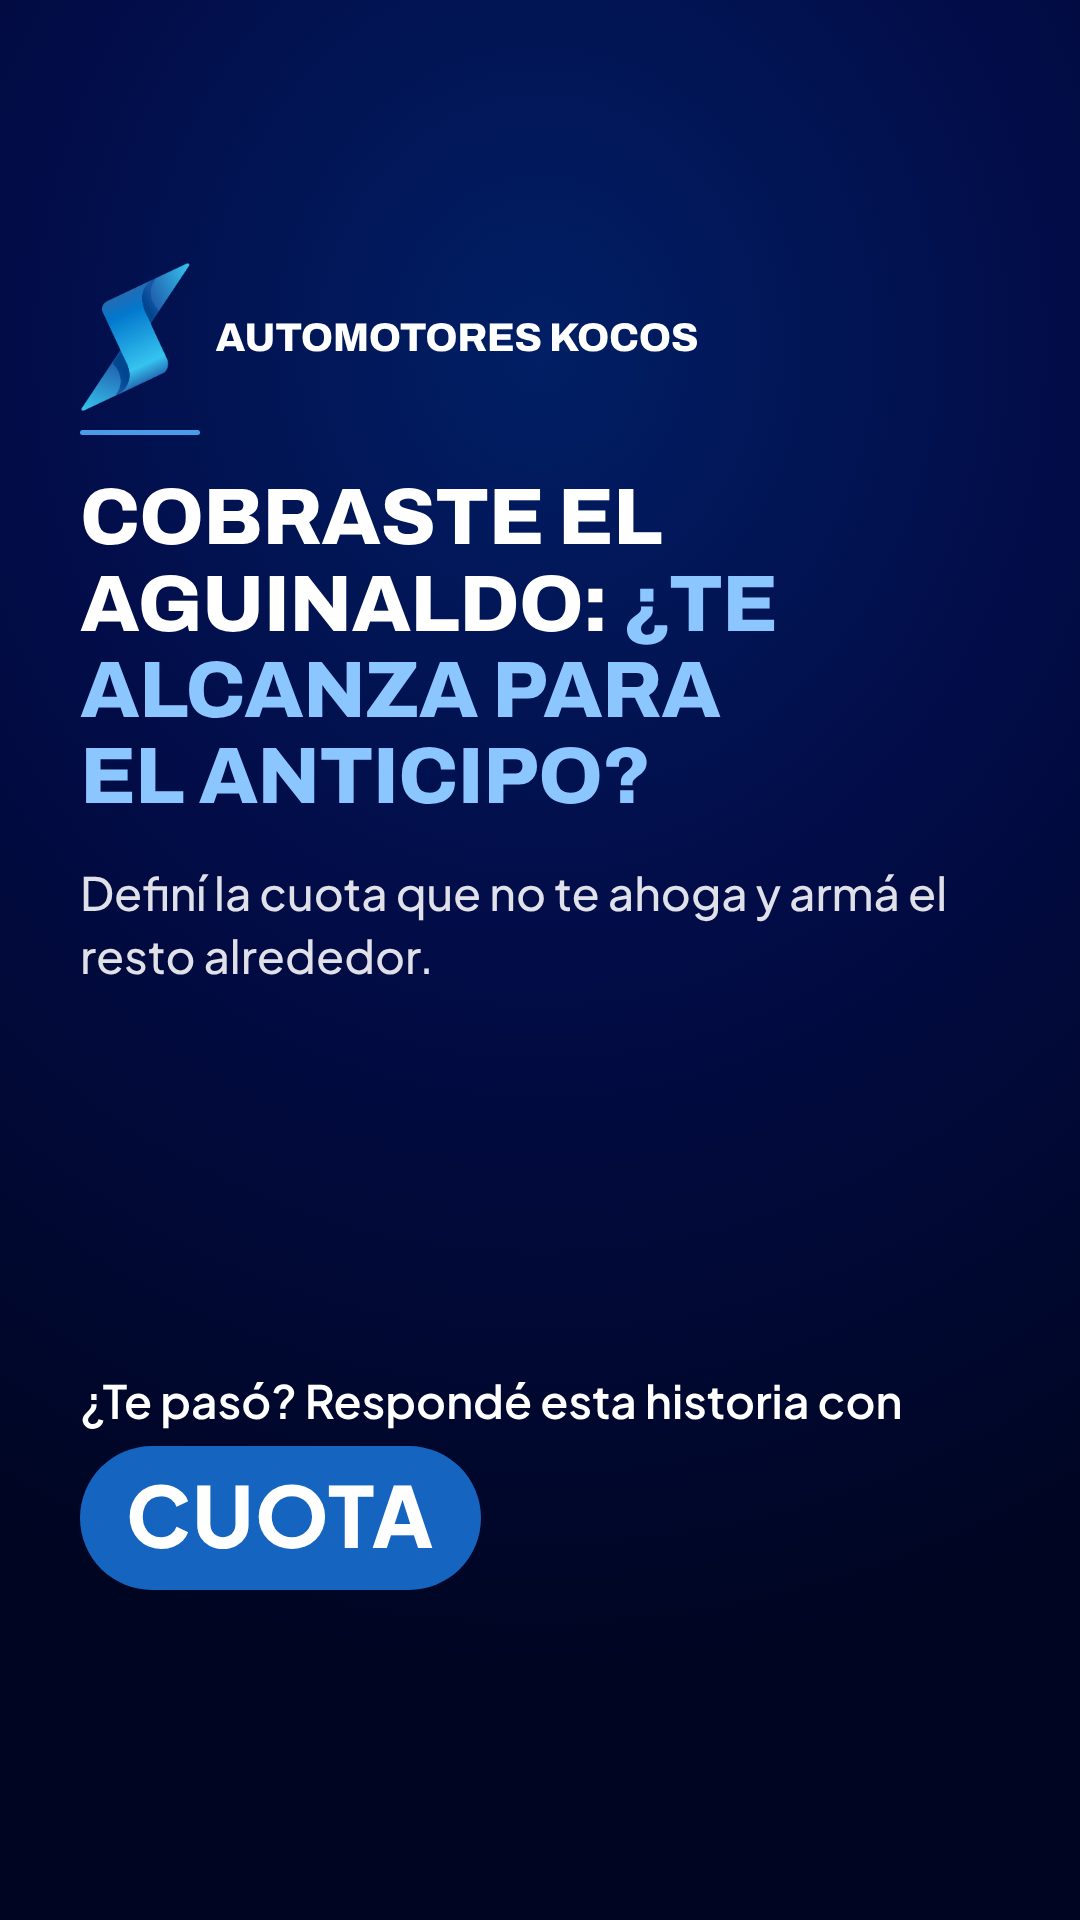 AUTOMOTORES KOCOS
COBRASTE EL
AGUINALDO: ¿TE
ALCANZA PARA
EL ANTICIPO?
Definí la cuota que no te ahoga y armá el
resto alrededor.
¿Te pasó? Respondé esta historia con
CUOTA